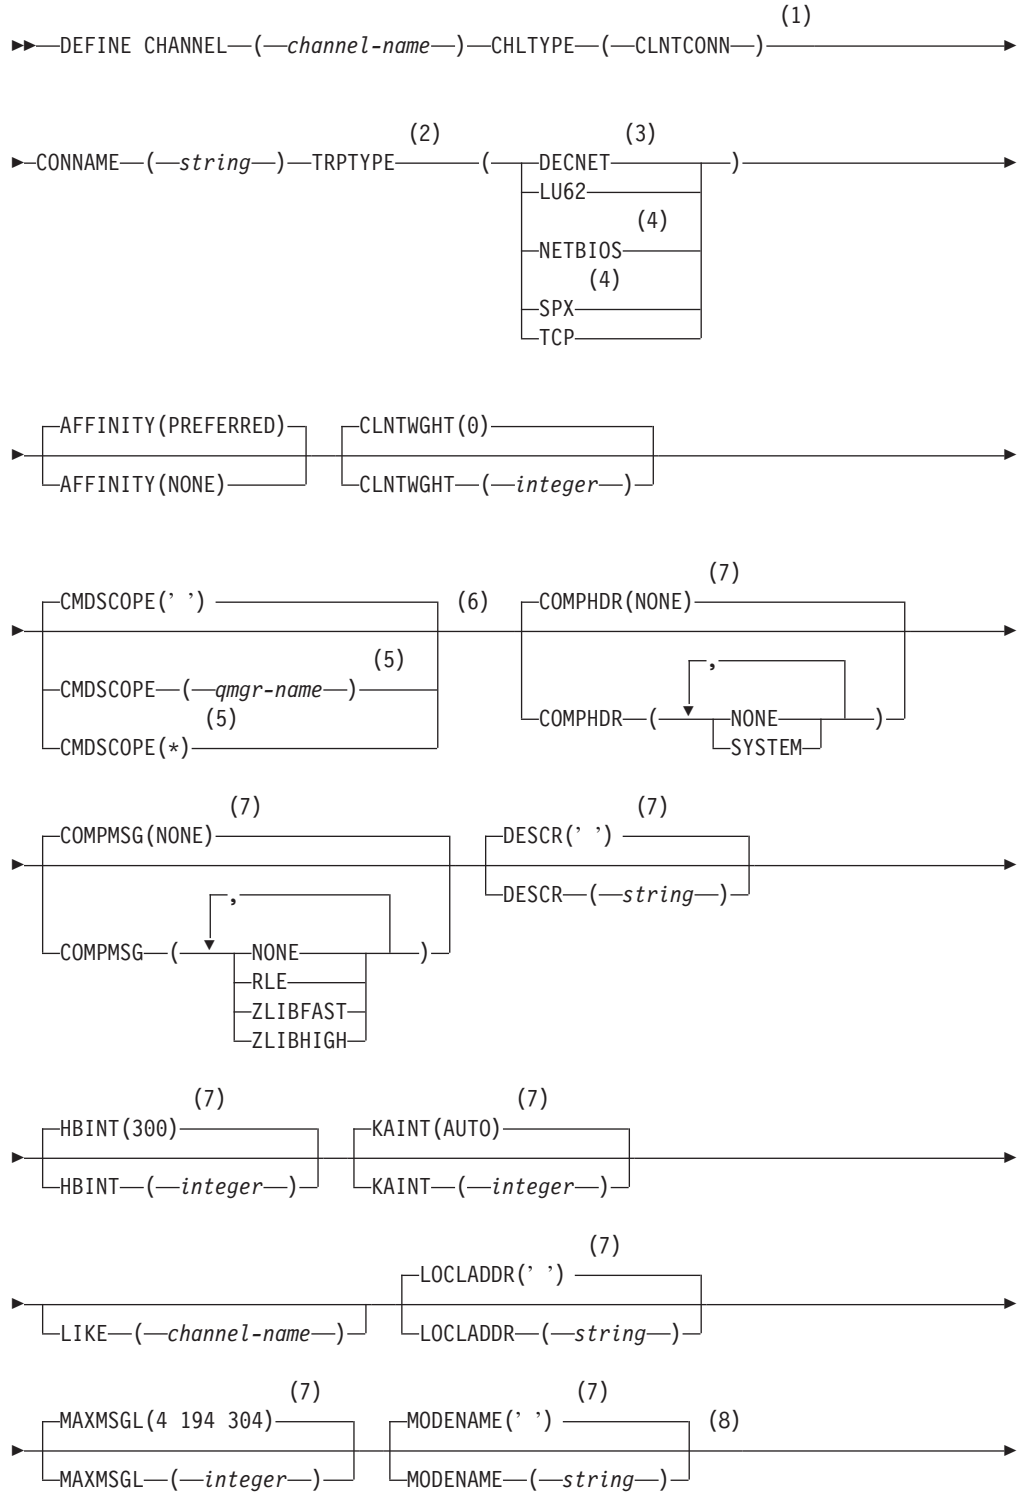 (1)
DEFINE CHANNEL ( channel-name ) CHLTYPE ( CLNTCONN )
(2) (3)
CONNAME ( string ) TRPTYPE ( DECNET )
LU62
(4)
NETBIOS
(4)
SPX
TCP
AFFINITY(PREFERRED) CLNTWGHT(0)
AFFINITY(NONE) CLNTWGHT ( integer )
(7)
CMDSCOPE(' ') (6) COMPHDR(NONE)
(5) ,
CMDSCOPE ( qmgr-name )
(5) COMPHDR ( NONE )
CMDSCOPE(*) SYSTEM
(7) (7)
COMPMSG(NONE) DESCR(' ')
, DESCR ( string )
COMPMSG ( NONE )
RLE
ZLIBFAST
ZLIBHIGH
(7) (7)
HBINT(300) KAINT(AUTO)
HBINT ( integer ) KAINT ( integer )
(7)
LOCLADDR(' ')
LIKE ( channel-name ) LOCLADDR ( string )
(7) (7)
MAXMSGL(4 194 304) MODENAME(' ') (8)
MAXMSGL ( integer ) MODENAME ( string )